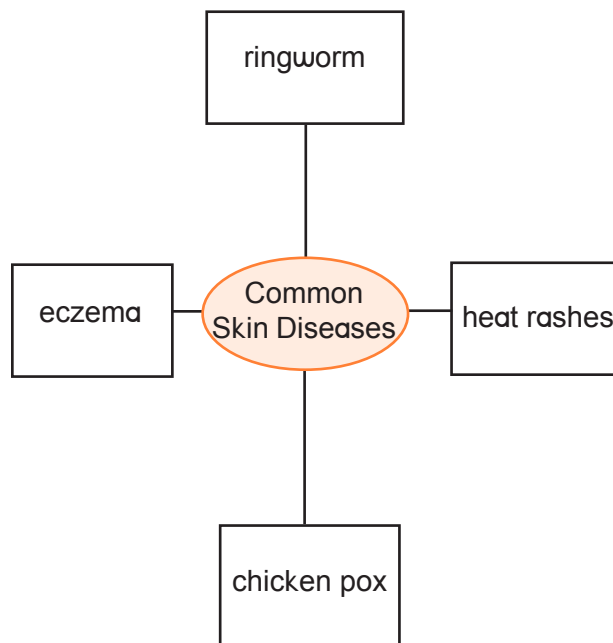 ringworm
eczema
Common
Skin Diseases
heat rashes
chicken pox